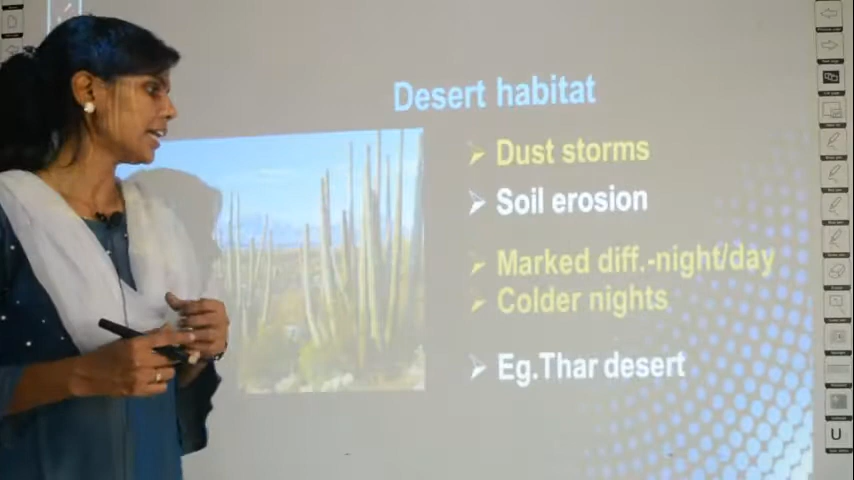 Desert habitat
➢ Dust storms
➢ Soil erosion
➢ Marked diff.-night/day
➢ Colder nights
➢ Eg.Thar desert
U